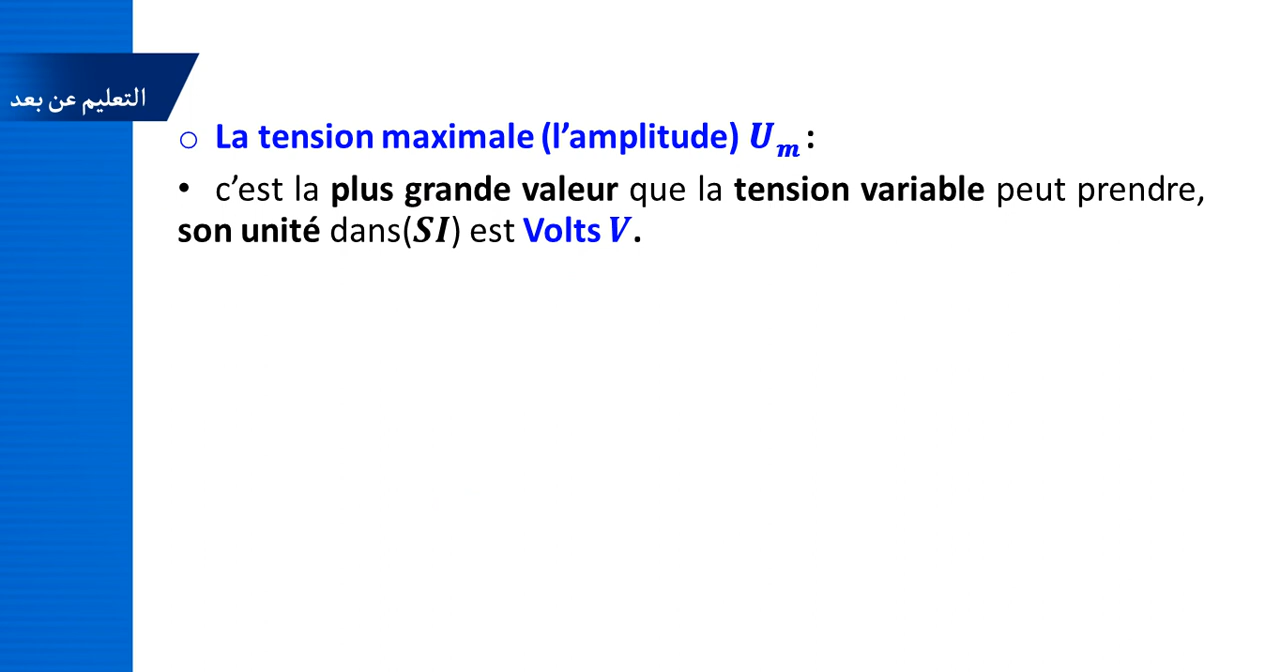 التعليم عن بعد
○ La tension maximale (l’amplitude) Uₘ :
• c’est la plus grande valeur que la tension variable peut prendre,
son unité dans(SI) est Volts V.